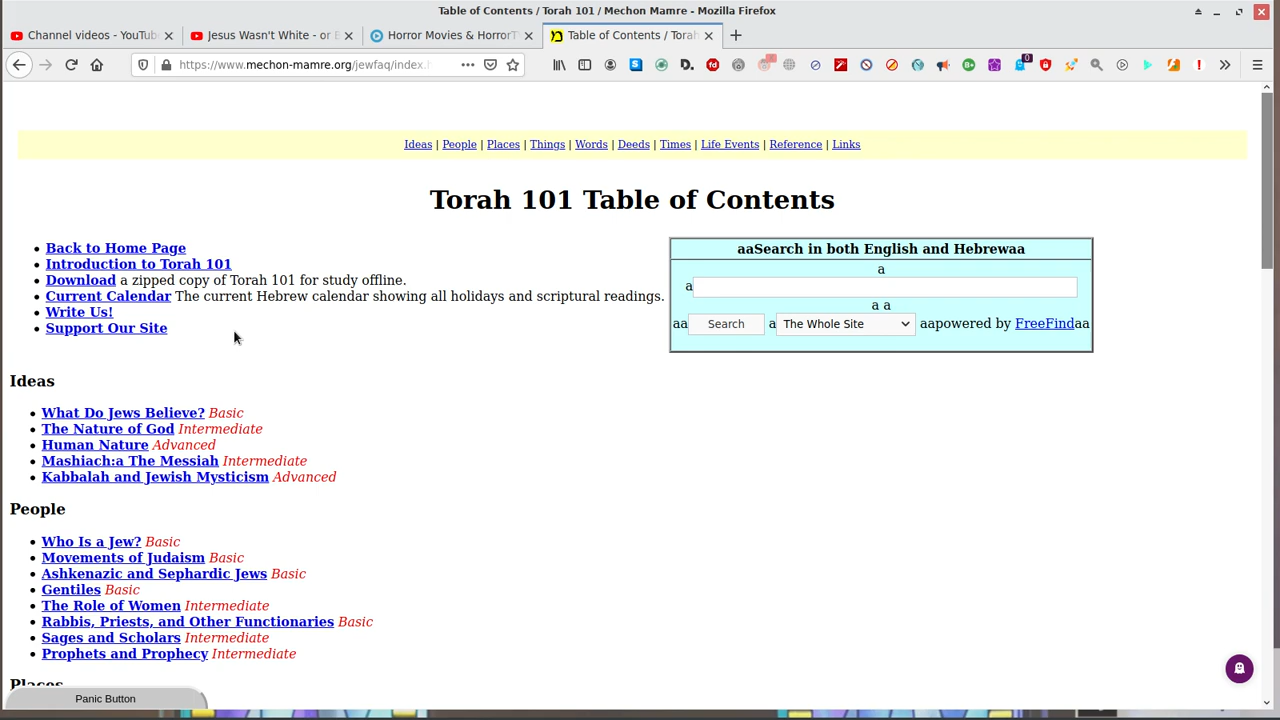 Table of Contents / Torah 101 / Mechon Mamre - Mozilla Firefox
Channel videos - YouTub
Jesus Wasn't White - or B
Horror Movies & HorrorT
Table of Contents / Torah
https://www.mechon-mamre.org/jewfaq/index.h
Ideas | People | Places | Things | Words | Deeds | Times | Life Events | Reference | Links
Torah 101 Table of Contents
Back to Home Page
Introduction to Torah 101
Download a zipped copy of Torah 101 for study offline.
Current Calendar The current Hebrew calendar showing all holidays and scriptural readings.
Write Us!
Support Our Site
aaSearch in both English and Hebrewaa
a
a
a a
aa Search a The Whole Site aapowered by FreeFindaa
Ideas
What Do Jews Believe? Basic
The Nature of God Intermediate
Human Nature Advanced
Mashiach:a The Messiah Intermediate
Kabbalah and Jewish Mysticism Advanced
People
Who Is a Jew? Basic
Movements of Judaism Basic
Ashkenazic and Sephardic Jews Basic
Gentiles Basic
The Role of Women Intermediate
Rabbis, Priests, and Other Functionaries Basic
Sages and Scholars Intermediate
Prophets and Prophecy Intermediate
Places
Panic Button